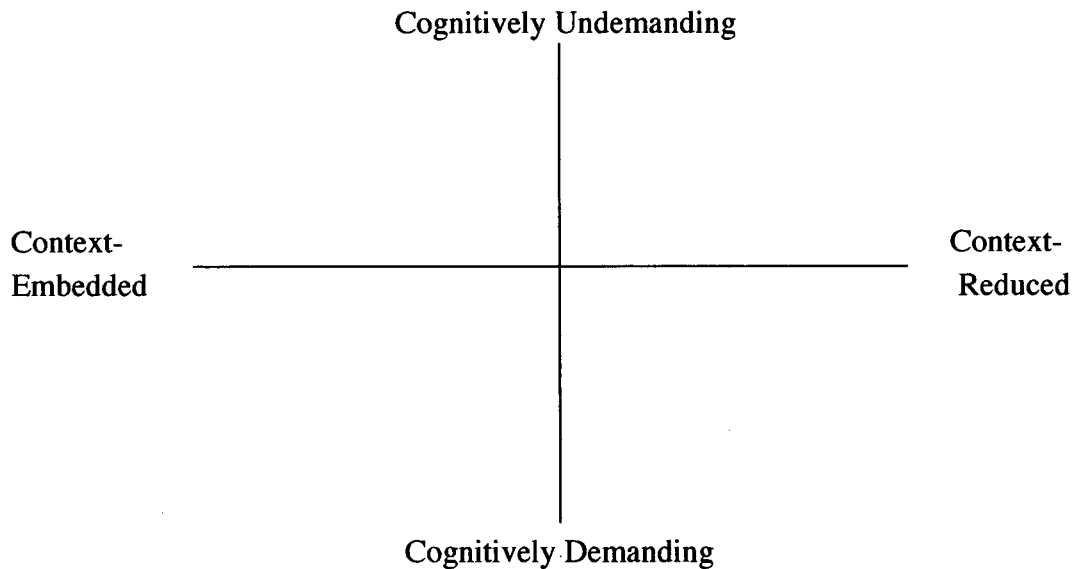 Cognitively Undemanding
Context-
Embedded
Context-
Reduced
Cognitively Demanding